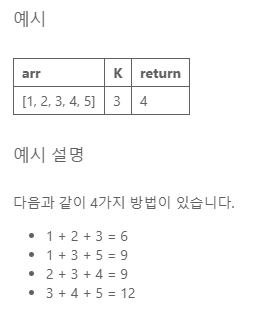 예시
arr K return
[1, 2, 3, 4, 5] 3 4
예시 설명
다음과 같이 4가지 방법이 있습니다.
• 1 + 2 + 3 = 6
• 1 + 3 + 5 = 9
• 2 + 3 + 4 = 9
• 3 + 4 + 5 = 12